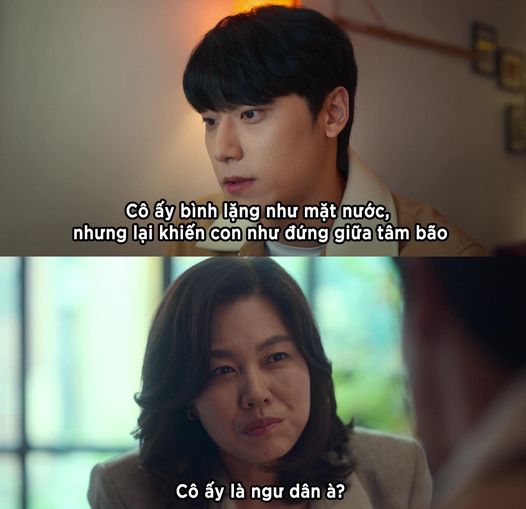 Cô ấy bình lặng như mặt nước,
nhưng lại khiến con như đứng giữa tâm bão
Cô ấy là ngư dân à?